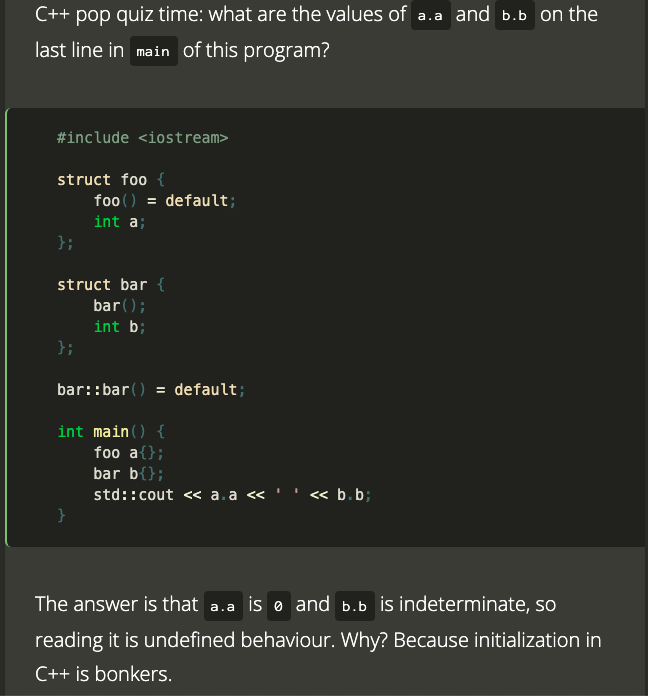 C++ pop quiz time: what are the values of a.a and b.b on the
last line in main of this program?
#include <iostream>
struct foo {
    foo() = default;
    int a;
};
struct bar {
    bar();
    int b;
};
bar::bar() = default;
int main() {
    foo a{};
    bar b{};
    std::cout << a.a << ' ' << b.b;
}
The answer is that a.a is 0 and b.b is indeterminate, so
reading it is undefined behaviour. Why? Because initialization in
C++ is bonkers.